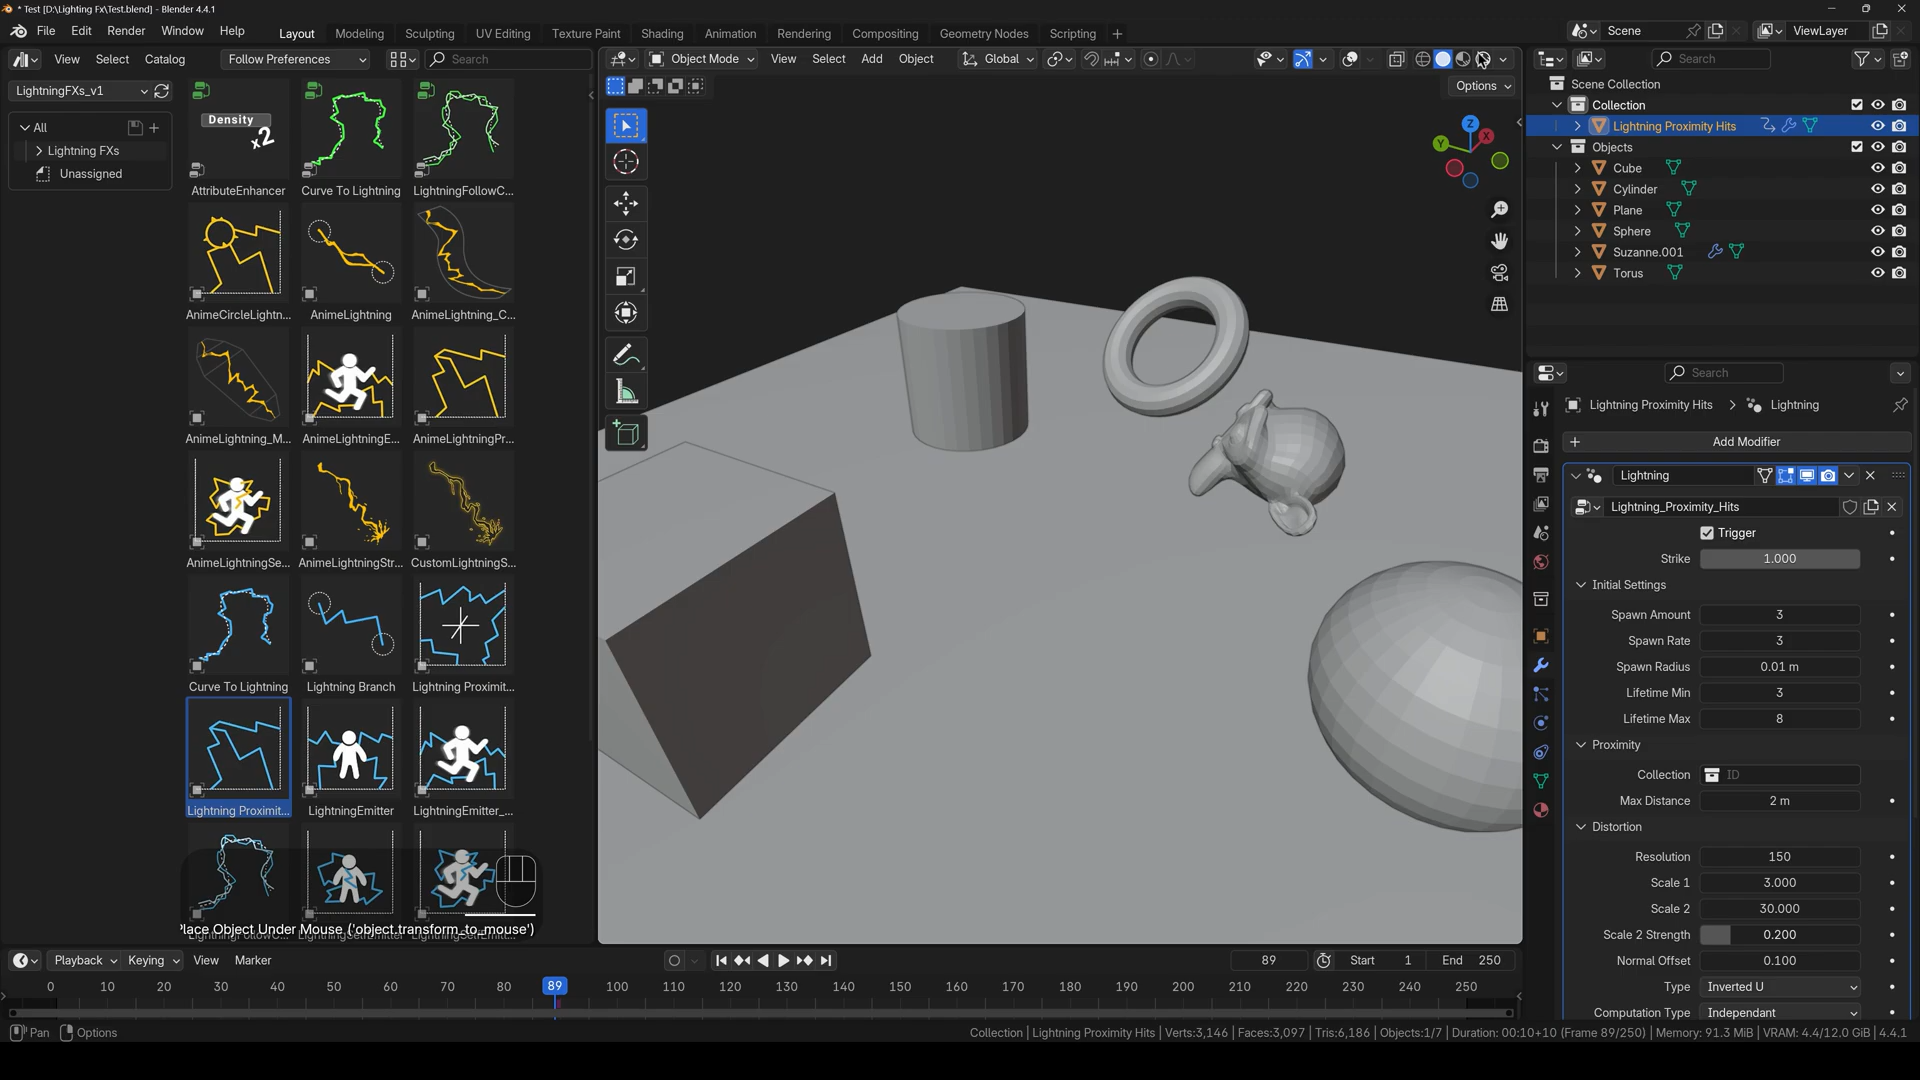 * Test [D:\Lighting Fx\Test.blend] - Blender 4.4.1
File Edit Render Window Help
Layout Modeling Sculpting UV Editing Texture Paint Shading Animation Rendering Compositing Geometry Nodes Scripting +
Scene
ViewLayer
View Select Catalog
Follow Preferences
Search
Object Mode
View Select Add Object
Global
Options
Search
LightningFXs_v1
All
Lightning FXs
Unassigned
Density
x2
AttributeEnhancer
Curve To Lightning
LightningFollowC...
AnimeCircleLightn...
AnimeLightning
AnimeLightning_C...
AnimeLightning_M...
AnimeLightningE...
AnimeLightningPr...
AnimeLightningSe...
AnimeLightningStr...
CustomLightningS...
Curve To Lightning
Lightning Branch
Lightning Proximit...
Lightning Proximit...
LightningEmitter
LightningEmitter_...
lace Object Under Mouse ('object.transform_to_mouse')
Z
X
Y
Scene Collection
Collection
Lightning Proximity Hits
Objects
Cube
Cylinder
Plane
Sphere
Suzanne.001
Torus
Search
Lightning Proximity Hits > Lightning
+ Add Modifier
Lightning
Lightning_Proximity_Hits
Trigger
Strike 1.000
Initial Settings
Spawn Amount 3
Spawn Rate 3
Spawn Radius 0.01 m
Lifetime Min 3
Lifetime Max 8
Proximity
Collection ID
Max Distance 2 m
Distortion
Resolution 150
Scale 1 3.000
Scale 2 30.000
Scale 2 Strength 0.200
Normal Offset 0.100
Type Inverted U
Computation Type Independant
Playback Keying View Marker
89
Start 1
End 250
0 10 20 30 40 50 60 70 80 89 100 110 120 130 140 150 160 170 180 190 200 210 220 230 240 250
Pan
Options
Collection | Lightning Proximity Hits | Verts:3,146 | Faces:3,097 | Tris:6,186 | Objects:1/7 | Duration: 00:10+10 (Frame 89/250) | Memory: 91.3 MiB | VRAM: 4.4/12.0 GiB | 4.4.1